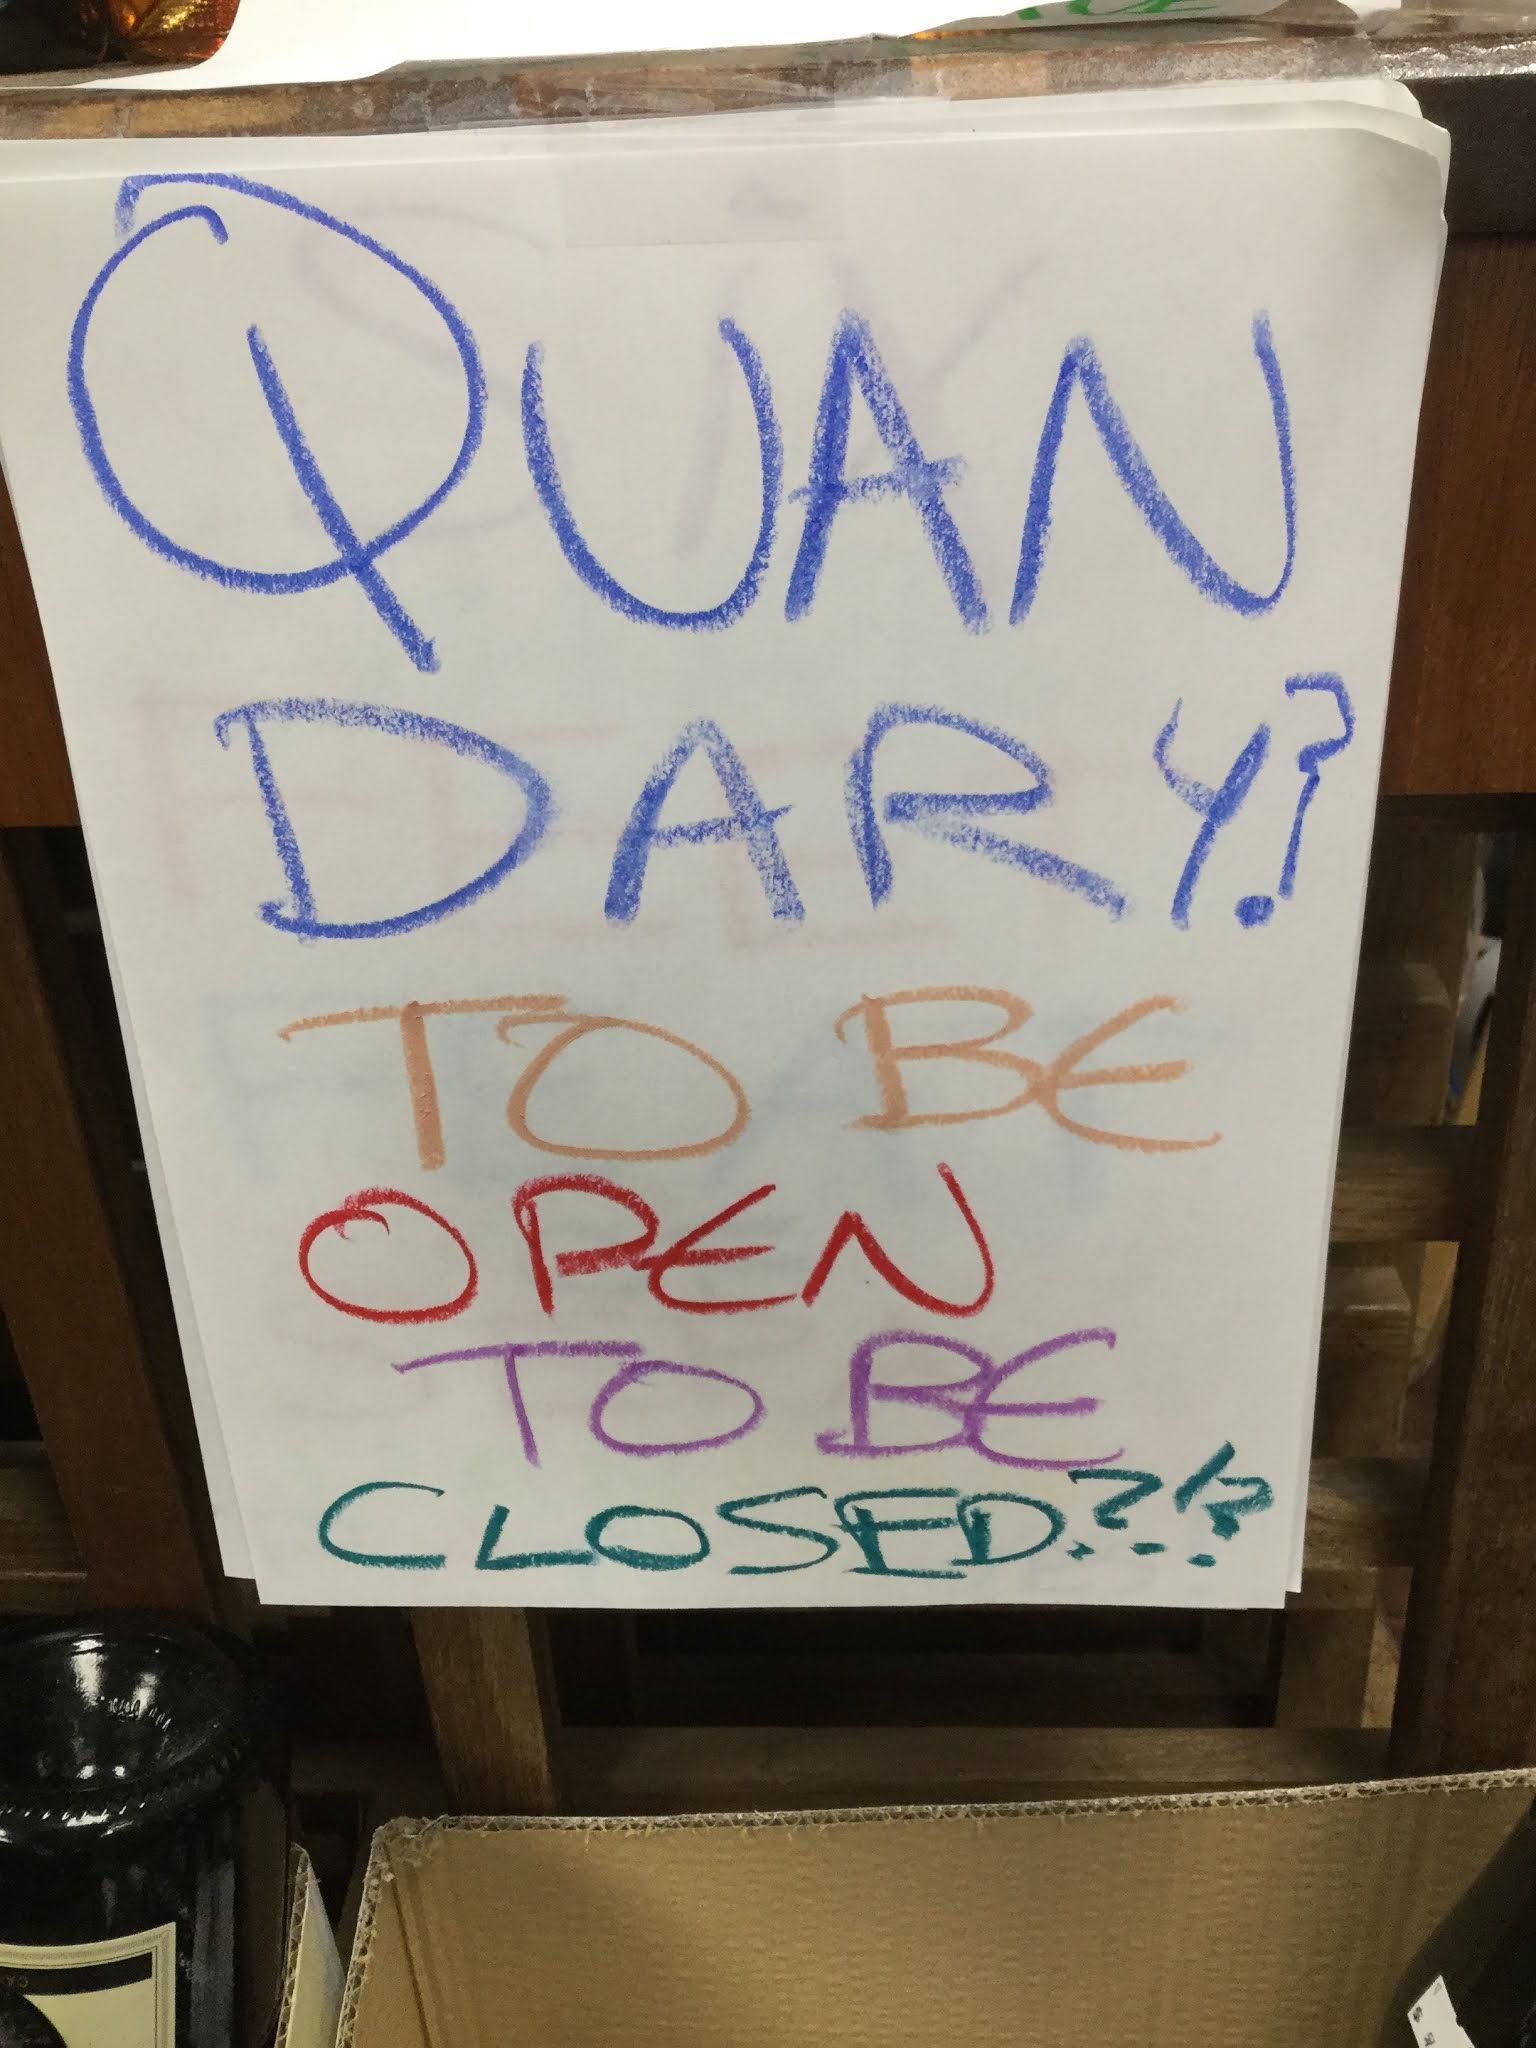 QUAN
DARY?
TO BE
OPEN
TO BE
CLOSED?!?